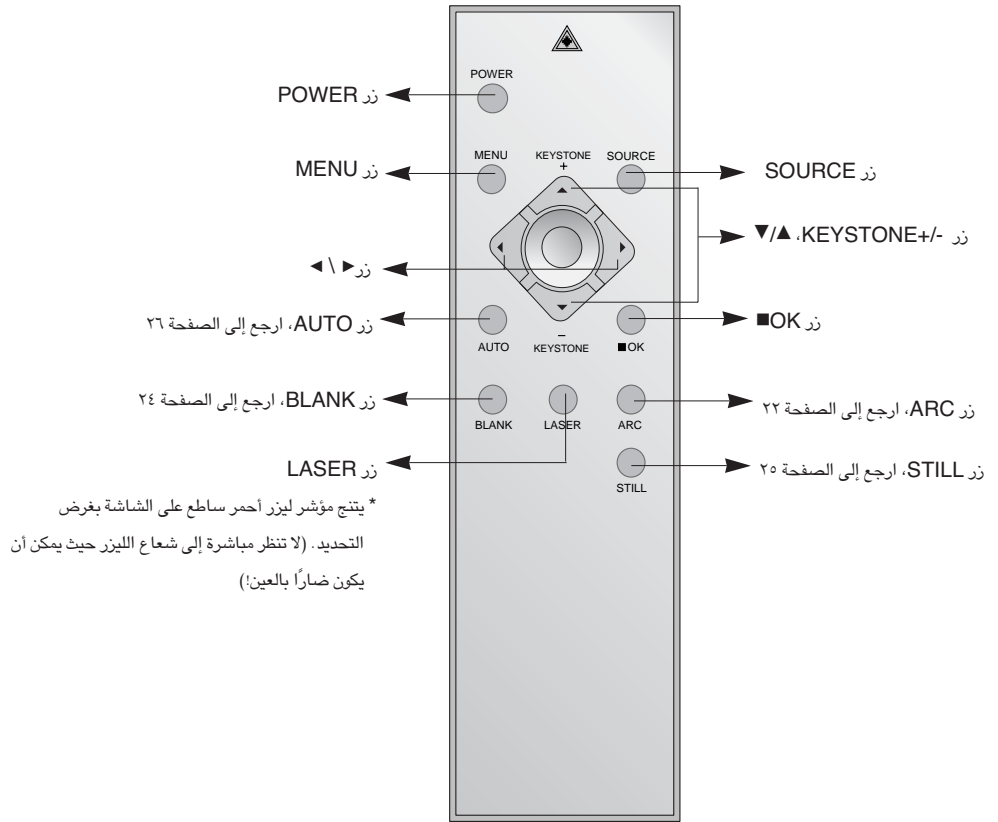 POWER
زر POWER
MENU
KEYSTONE
+
SOURCE
زر MENU
زر SOURCE
زر -/+KEYSTONE، ▲/▼
زر ► \ ◄
زر AUTO، ارجع إلى الصفحة ٢٦
زر ■OK
AUTO
–
KEYSTONE
■OK
زر BLANK، ارجع إلى الصفحة ٢٤
زر ARC، ارجع إلى الصفحة ٢٢
BLANK
LASER
ARC
زر LASER
زر STILL، ارجع إلى الصفحة ٢٥
STILL
* يتنج مؤشر ليزر أحمر ساطع على الشاشة بغرض
التحديد. (لا تنظر مباشرة إلى شعاع الليزر حيث يمكن أن
يكون ضارًا بالعين!)